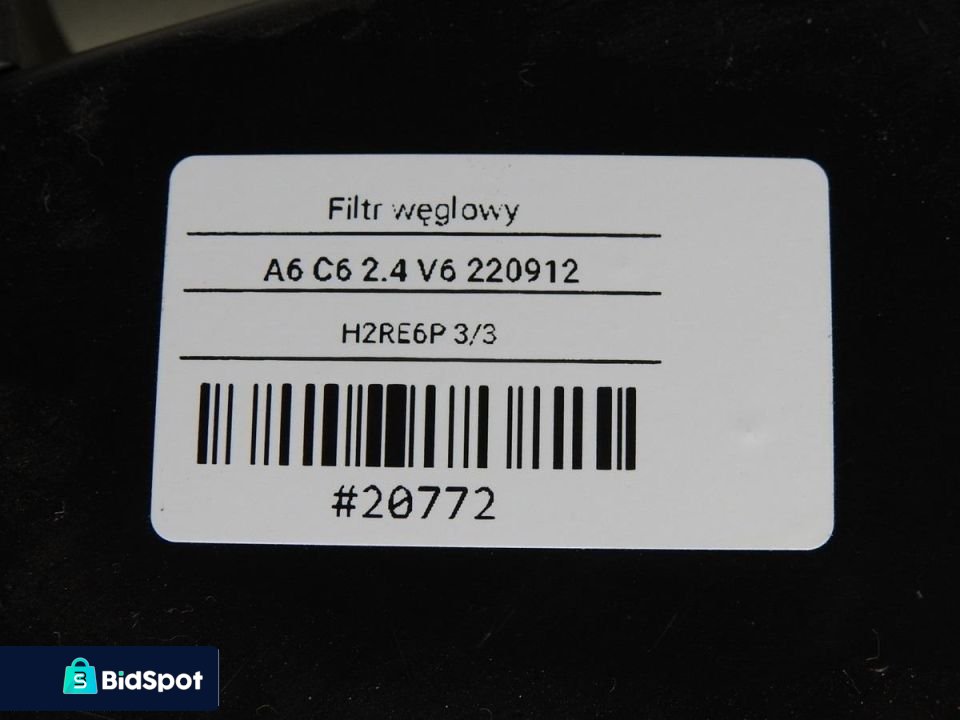 Filtr węglowy
A6 C6 2.4 V6 220912
H2RE6P 3/3
#20772
S BidSpot